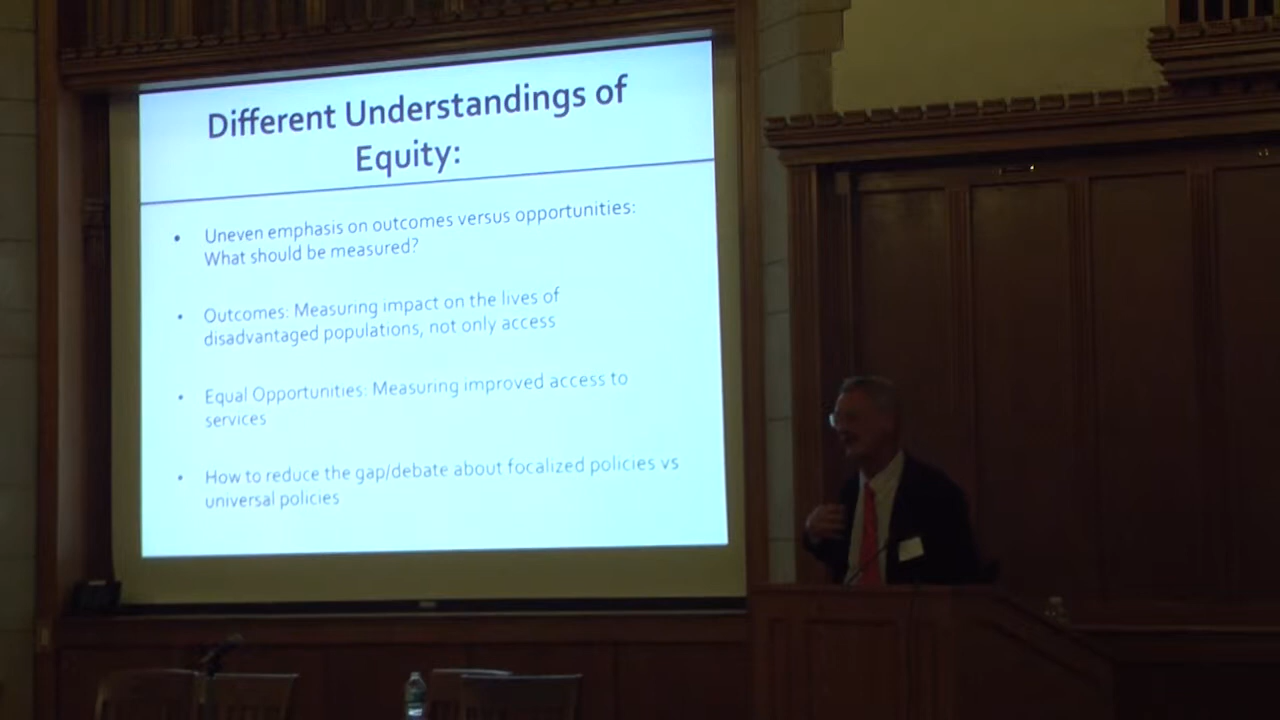 Different Understandings of
Equity:
• Uneven emphasis on outcomes versus opportunities:
What should be measured?
• Outcomes: Measuring impact on the lives of
disadvantaged populations, not only access
• Equal Opportunities: Measuring improved access to
services
• How to reduce the gap/debate about focalized policies vs
universal policies